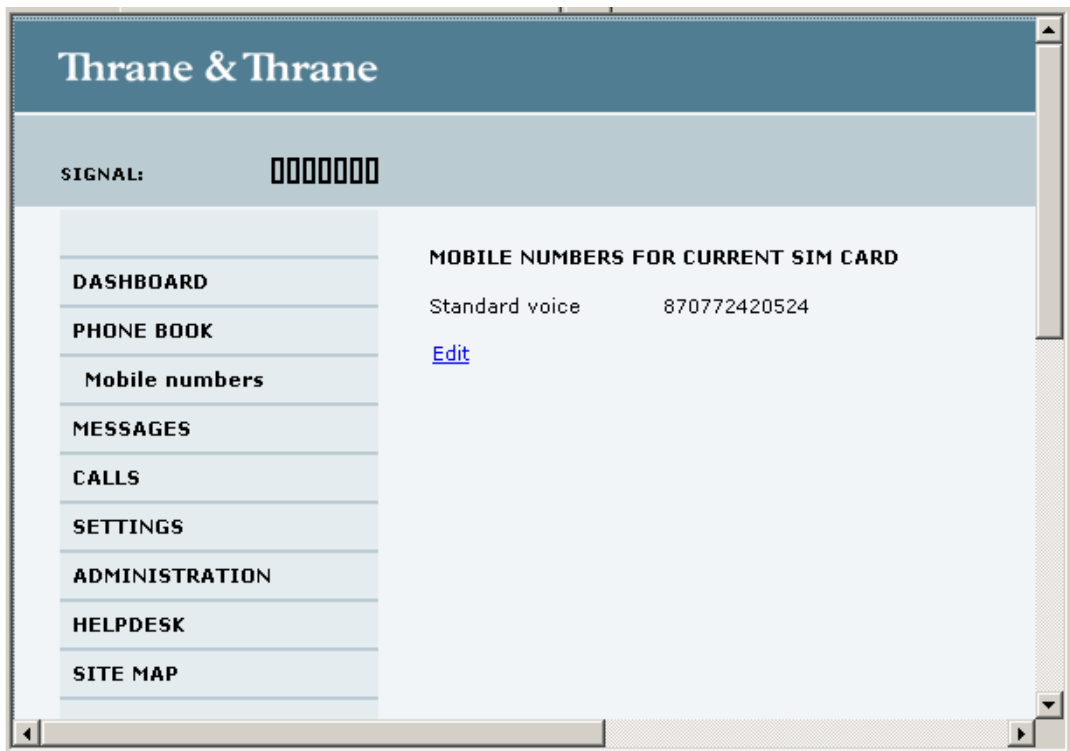 Thrane & Thrane
SIGNAL:
DASHBOARD
PHONE BOOK
Mobile numbers
MESSAGES
CALLS
SETTINGS
ADMINISTRATION
HELPDESK
SITE MAP
MOBILE NUMBERS FOR CURRENT SIM CARD
Standard voice 870772420524
Edit